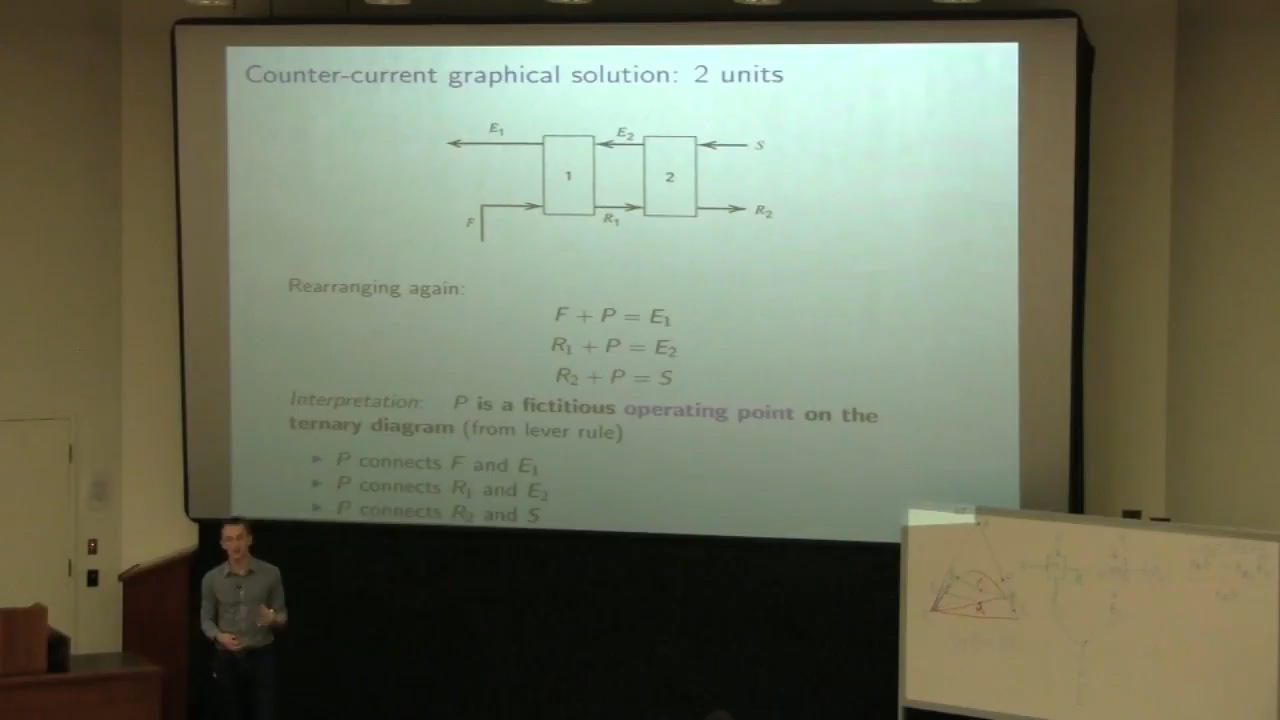 Counter-current graphical solution: 2 units
E₁
E₂
S
1
2
F
R₁
R₂
Rearranging again:
F + P = E₁
R₁ + P = E₂
R₂ + P = S
Interpretation: P is a fictitious operating point on the
ternary diagram (from lever rule)
► P connects F and E₁
► P connects R₁ and E₂
► P connects R₂ and S